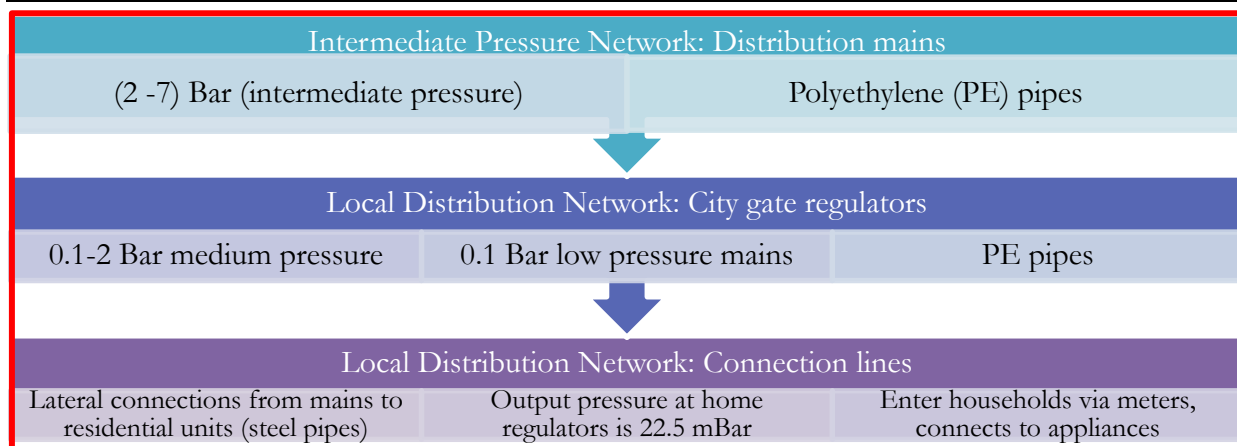 Intermediate Pressure Network: Distribution mains
(2 -7) Bar (intermediate pressure)
Polyethylene (PE) pipes
Local Distribution Network: City gate regulators
0.1-2 Bar medium pressure
0.1 Bar low pressure mains
PE pipes
Local Distribution Network: Connection lines
Lateral connections from mains to
residential units (steel pipes)
Output pressure at home
regulators is 22.5 mBar
Enter households via meters,
connects to appliances